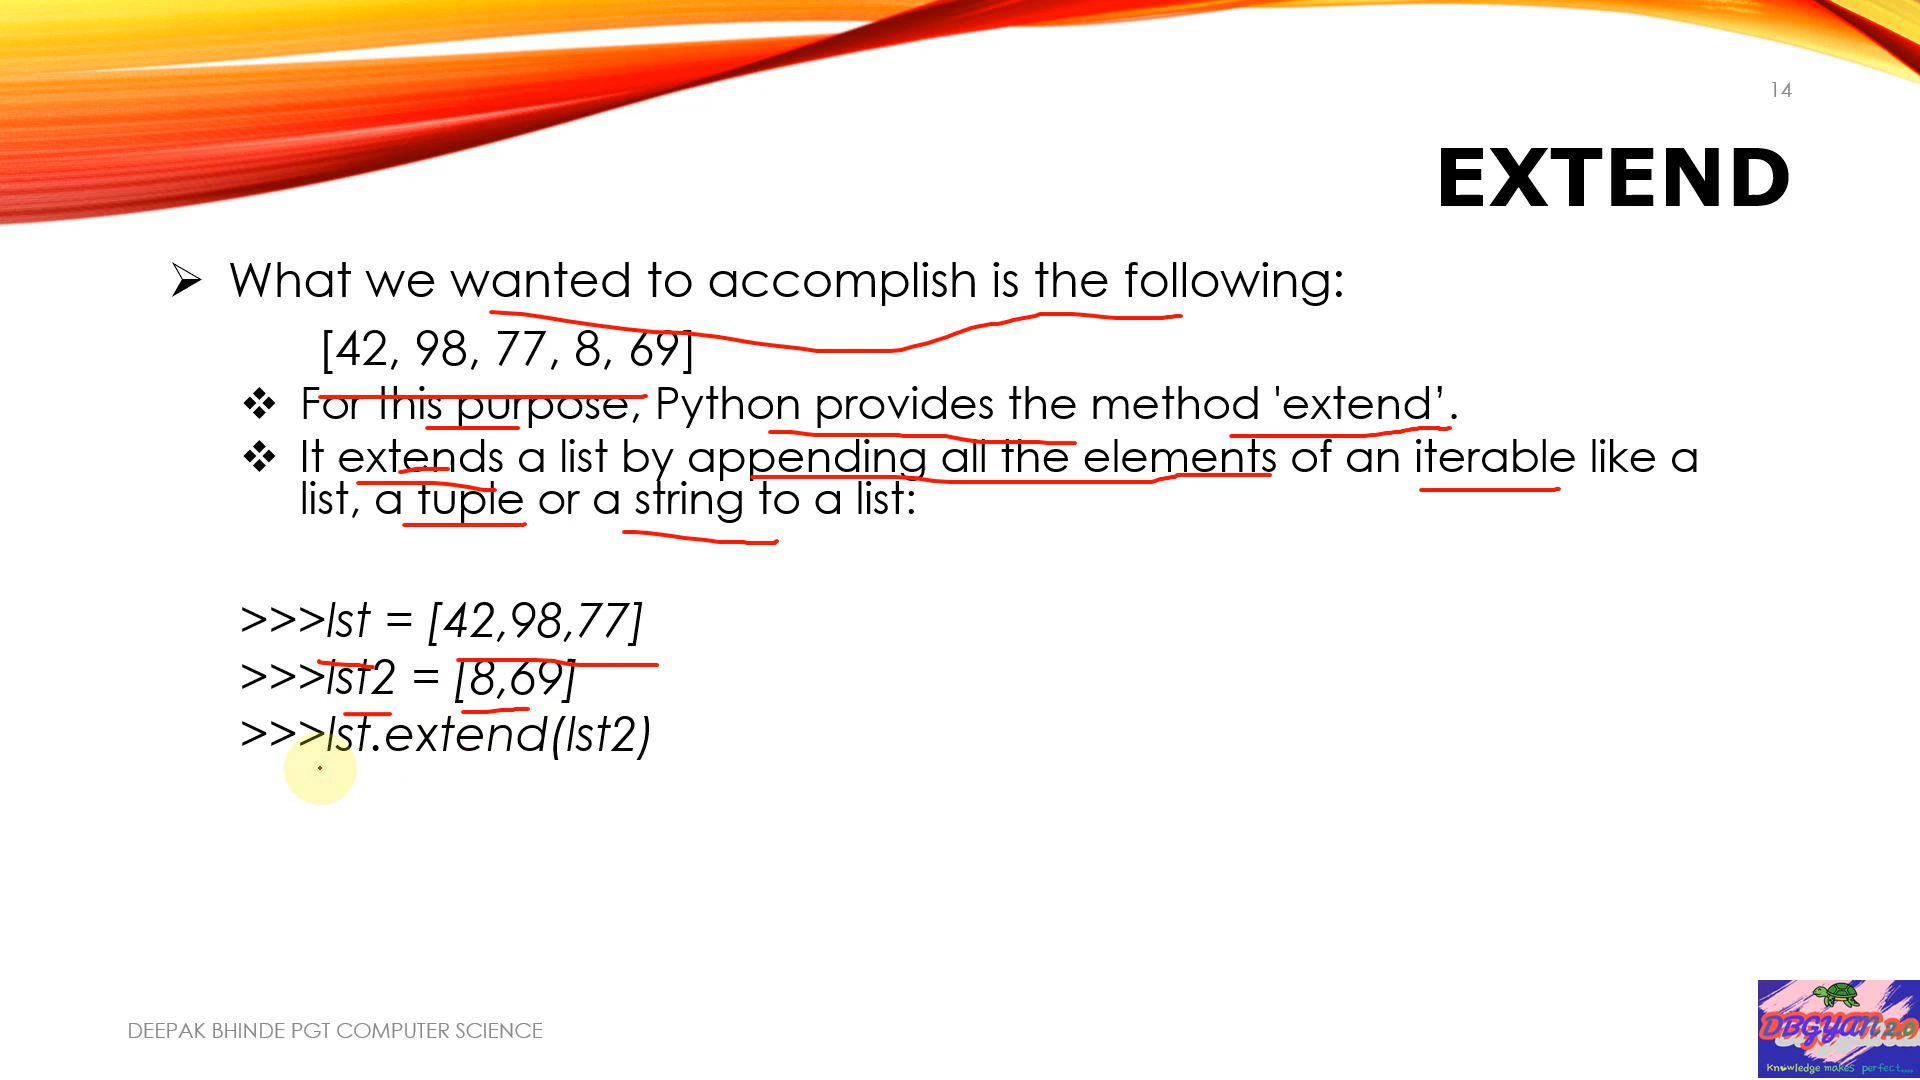 14
EXTEND
What we wanted to accomplish is the following:
[42, 98, 77, 8, 69]
For this purpose, Python provides the method 'extend’.
It extends a list by appending all the elements of an iterable like a
list, a tuple or a string to a list:
>>>lst = [42,98,77]
>>>lst2 = [8,69]
>>>lst.extend(lst2)
DEEPAK BHINDE PGT COMPUTER SCIENCE
DBGYAN 2.0
Knowledge makes perfect....